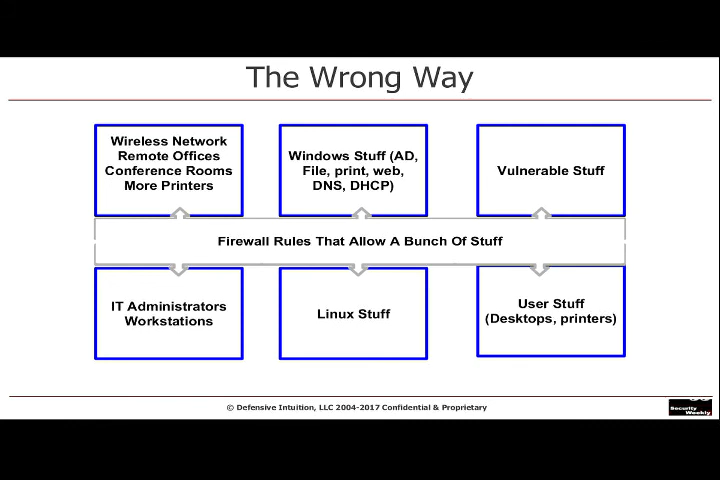 The Wrong Way
Wireless Network
Remote Offices
Conference Rooms
More Printers
Windows Stuff (AD,
File, print, web,
DNS, DHCP)
Vulnerable Stuff
Firewall Rules That Allow A Bunch Of Stuff
IT Administrators
Workstations
Linux Stuff
User Stuff
(Desktops, printers)
© Defensive Intuition, LLC 2004-2017 Confidential & Proprietary
Security
Weekly